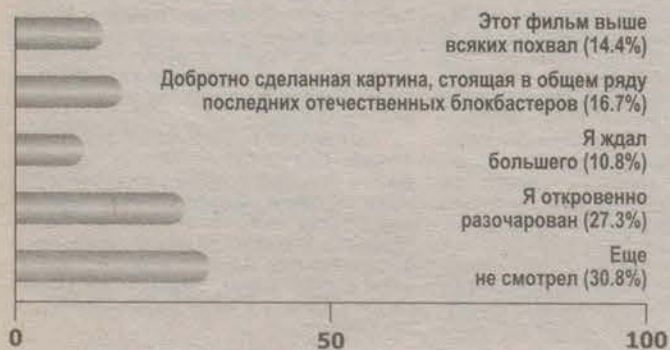 Этот фильм выше
всяких похвал (14.4%)
Добротно сделанная картина, стоящая в общем ряду
последних отечественных блокбастеров (16.7%)
Я ждал
большего (10.8%)
Я откровенно
разочарован (27.3%)
Еще
не смотрел (30.8%)
0 50 100